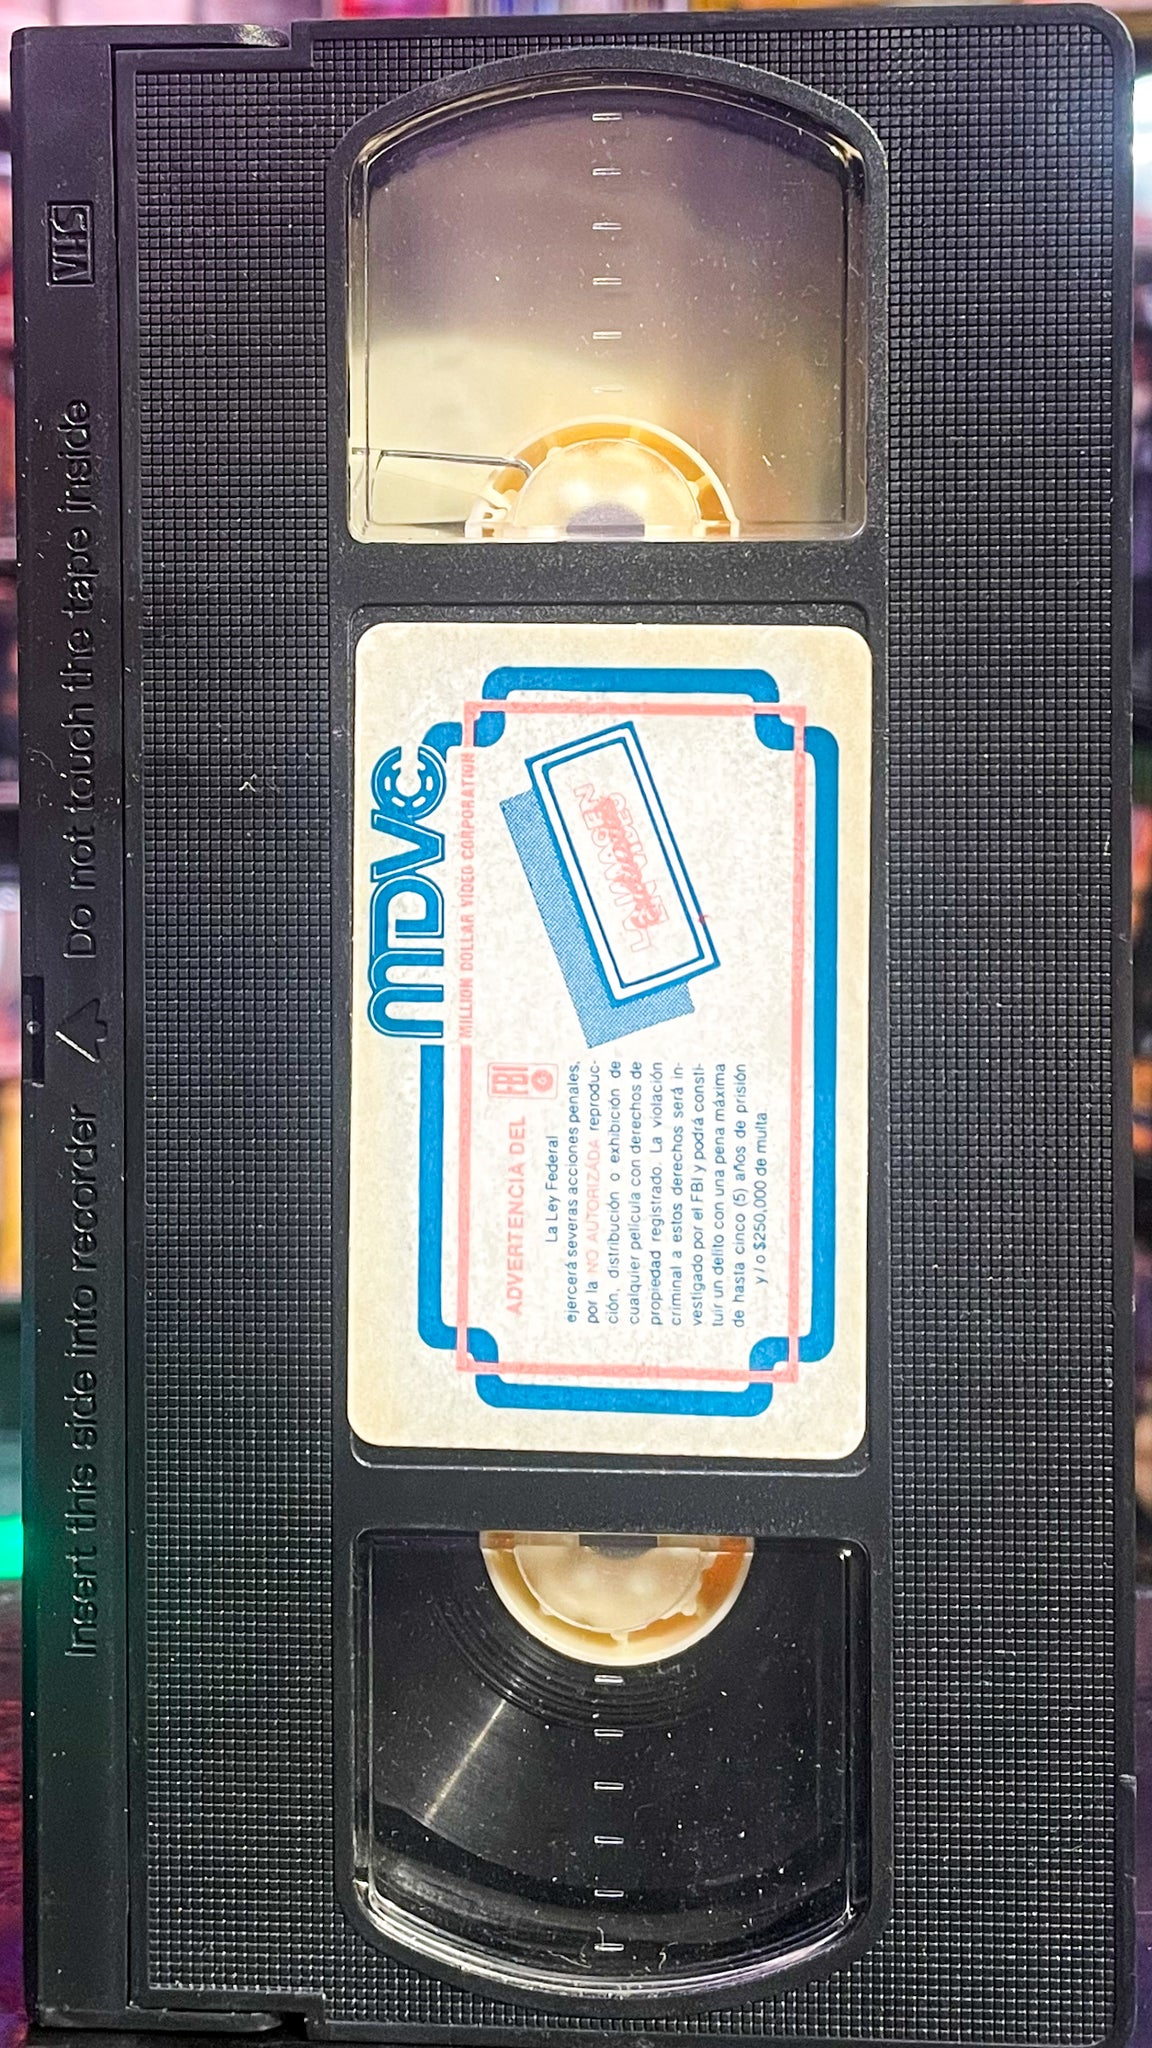 VHS
Insert this side into recorder
Do not touch the tape inside
MDVC
MILLION DOLLAR VIDEO CORPORATION
ADVERTENCIA DEL FBI
La Ley Federal
ejercerá severas acciones penales,
por la NO AUTORIZADA reproduc-
ción, distribución o exhibición de
cualquier película con derechos de
propiedad registrado. La violación
criminal a estos derechos será in-
vestigado por el FBI y podrá consti-
tuir un delito con una pena máxima
de hasta cinco (5) años de prisión
y/o $250,000 de multa
LA IMAGEN
EN VIDEO